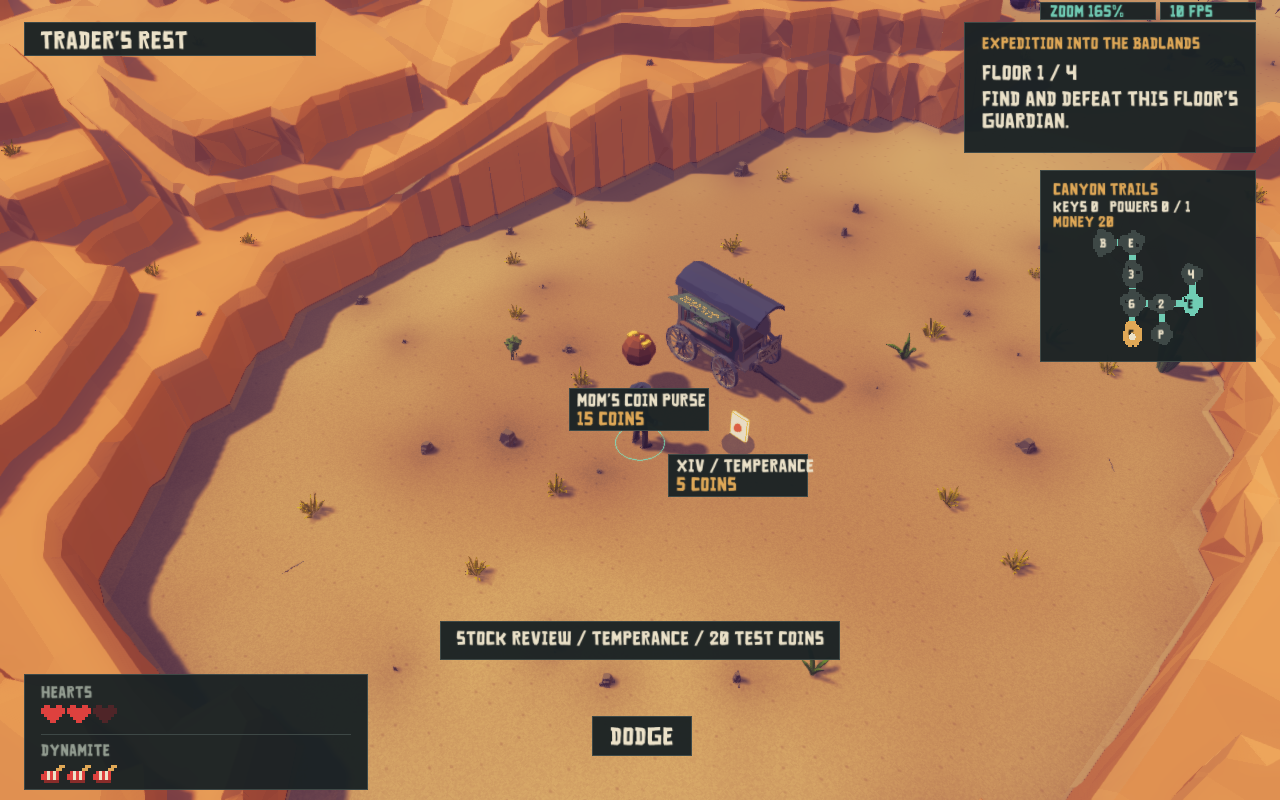 TRADER'S REST
ZOOM 165% 10 FPS
EXPEDITION INTO THE BADLANDS
FLOOR 1 / 4
FIND AND DEFEAT THIS FLOOR'S
GUARDIAN.
CANYON TRAILS
KEYS 0 POWERS 0 / 1
MONEY 20
B E
3 4
6 2 E
P
MOM'S COIN PURSE
15 COINS
XIV / TEMPERANCE
5 COINS
STOCK REVIEW / TEMPERANCE / 20 TEST COINS
HEARTS
DYNAMITE
DODGE